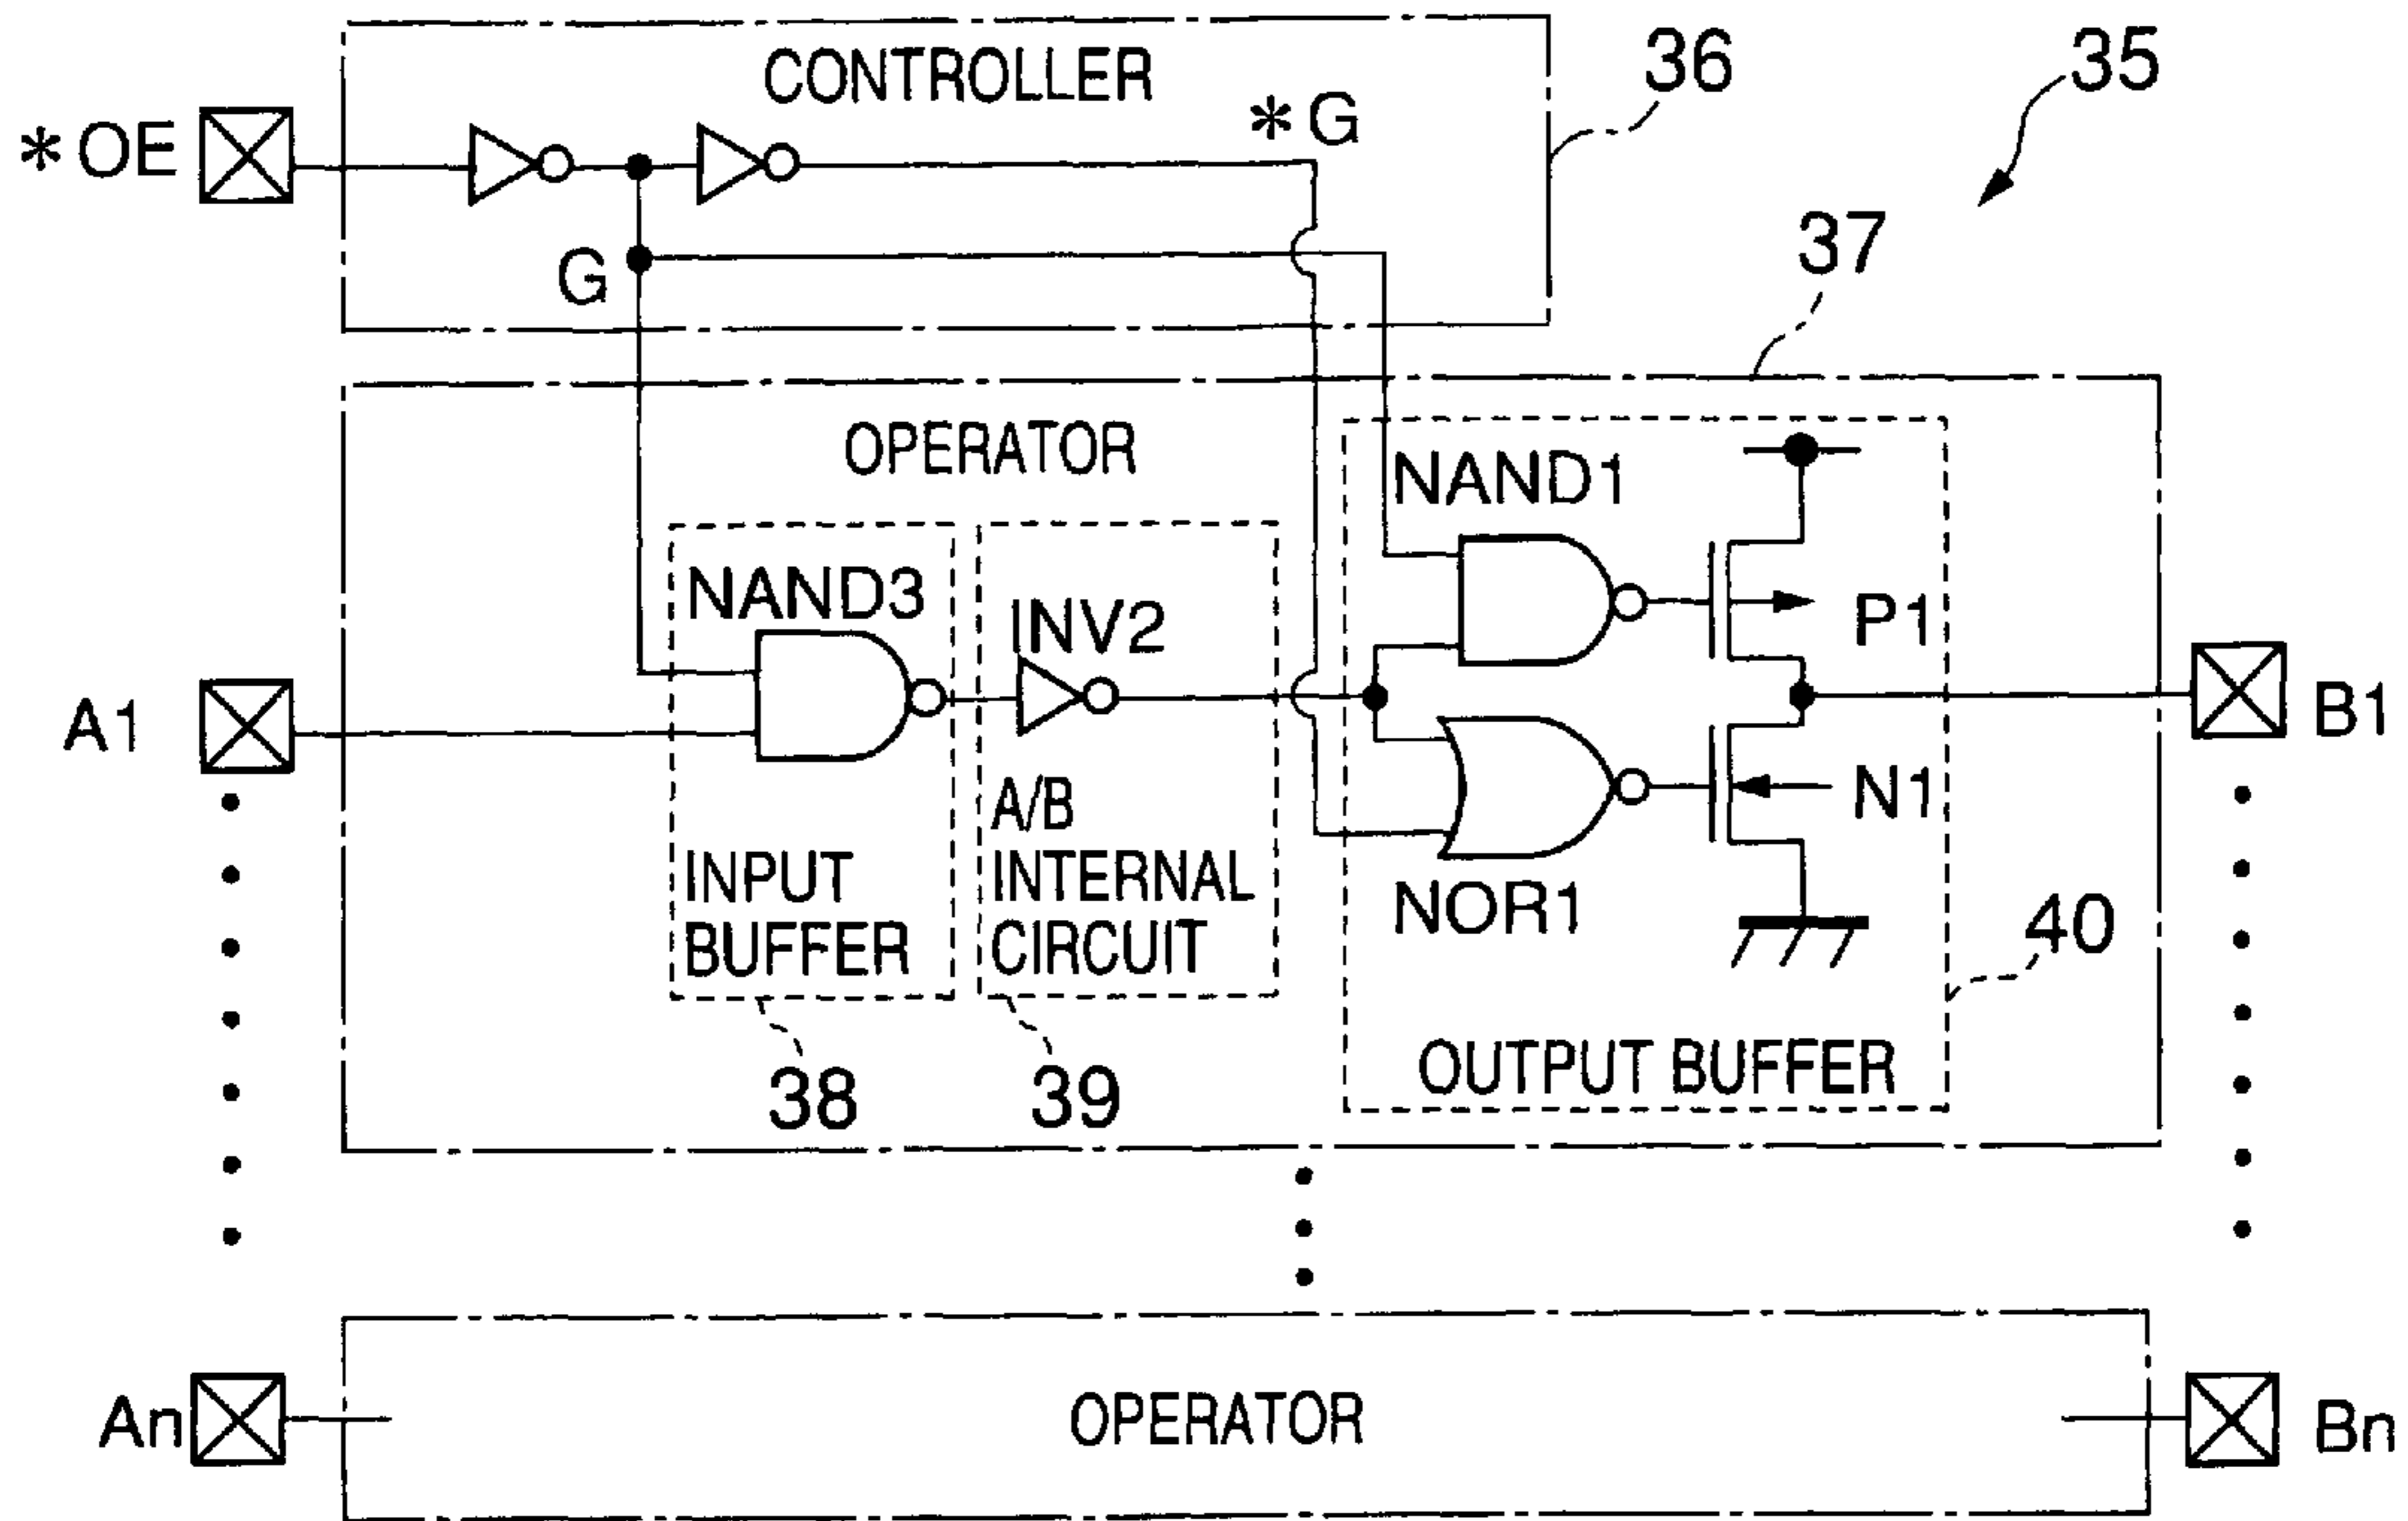 CONTROLLER
36
35
*OE
*G
G
37
OPERATOR
NAND1
NAND3
INV2
P1
A1
B1
N1
A/B
INTERNAL
CIRCUIT
INPUT
BUFFER
NOR1
40
OUTPUT BUFFER
38
39
An
OPERATOR
Bn